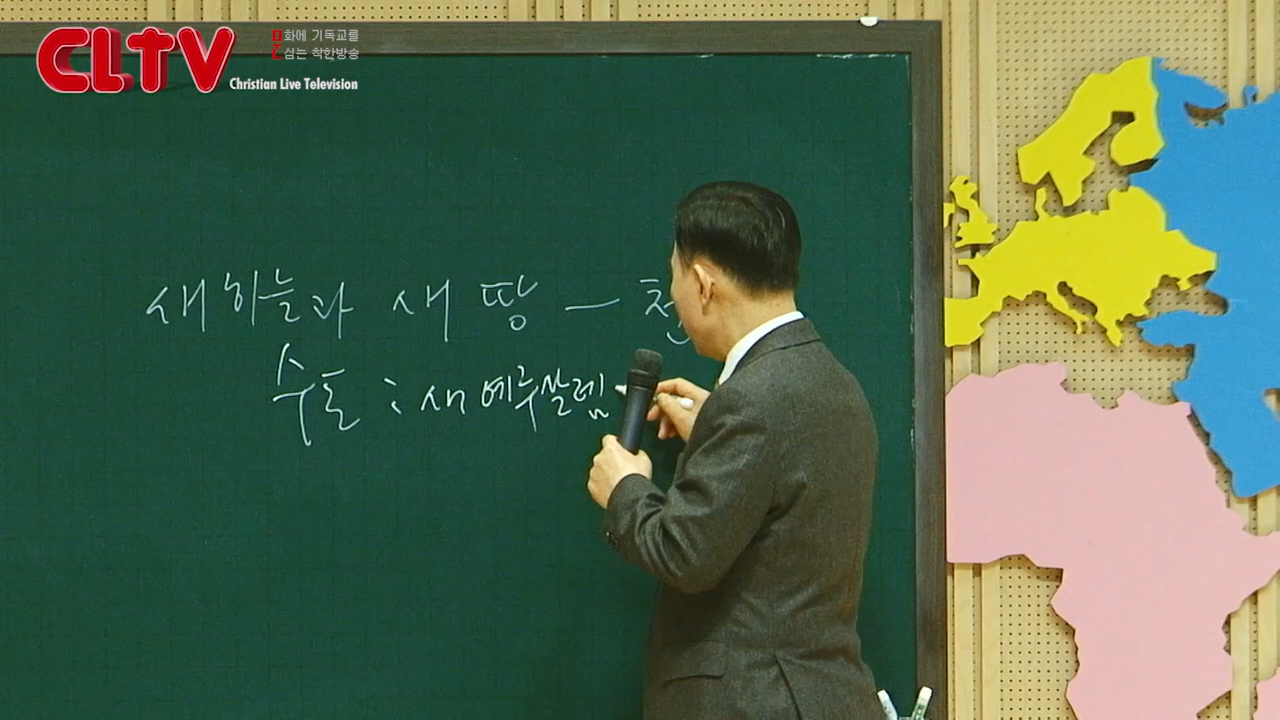 CLTV
문화에 기독교를
심는 착한방송
Christian Live Television
새하늘과 새 땅 —
수도 : 새 예루살렘